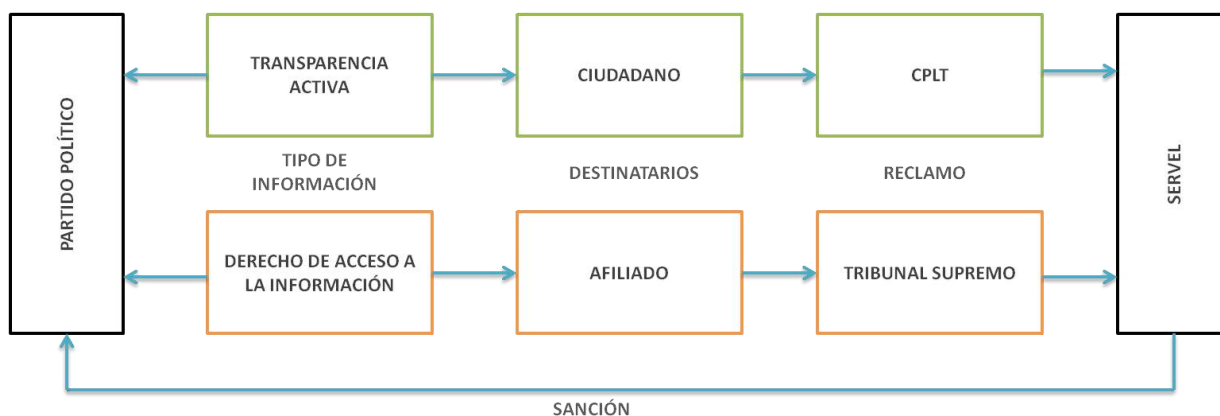 PARTIDO POLÍTICO
TRANSPARENCIA
ACTIVA
CIUDADANO
CPLT
SERVEL
TIPO DE
INFORMACIÓN
DESTINATARIOS
RECLAMO
DERECHO DE ACCESO A
LA INFORMACIÓN
AFILIADO
TRIBUNAL SUPREMO
SANCIÓN